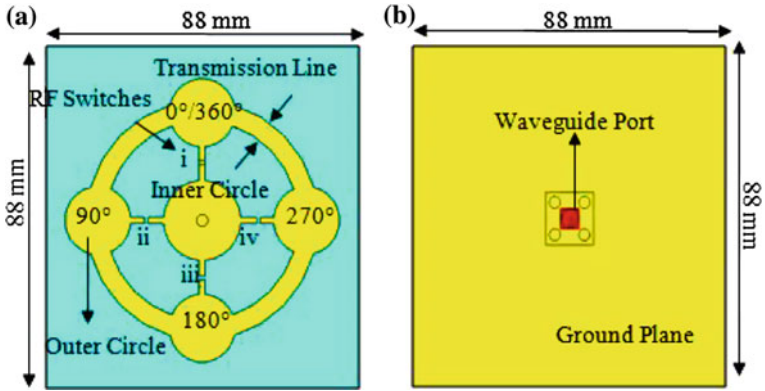 (a)
88 mm
88 mm
Transmission Line
RF Switches
0°/360°
i
Inner Circle
90°
270°
ii
iv
iii
180°
Outer Circle
(b)
88 mm
Waveguide Port
88 mm
Ground Plane